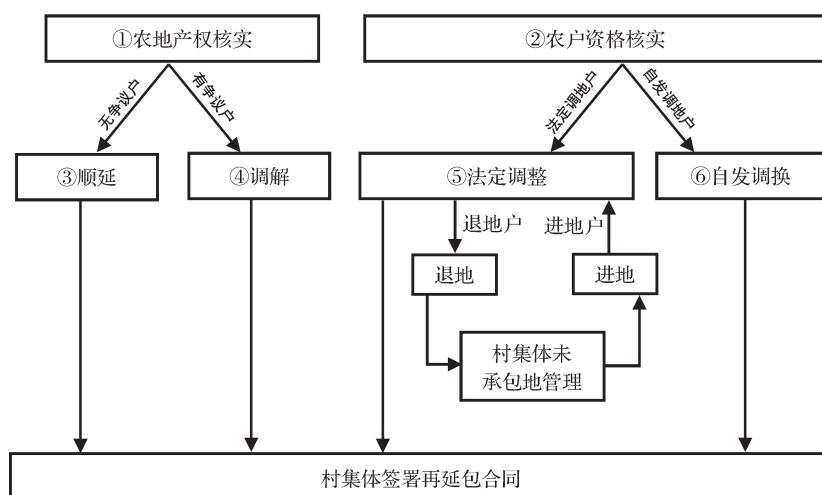 ①农地产权核实
②农户资格核实
无争议户
有争议户
法定调地户
自发调地户
③顺延
④调解
⑤法定调整
⑥自发调换
退地户
进地户
退地
进地
村集体未
承包地管理
村集体签署再延包合同